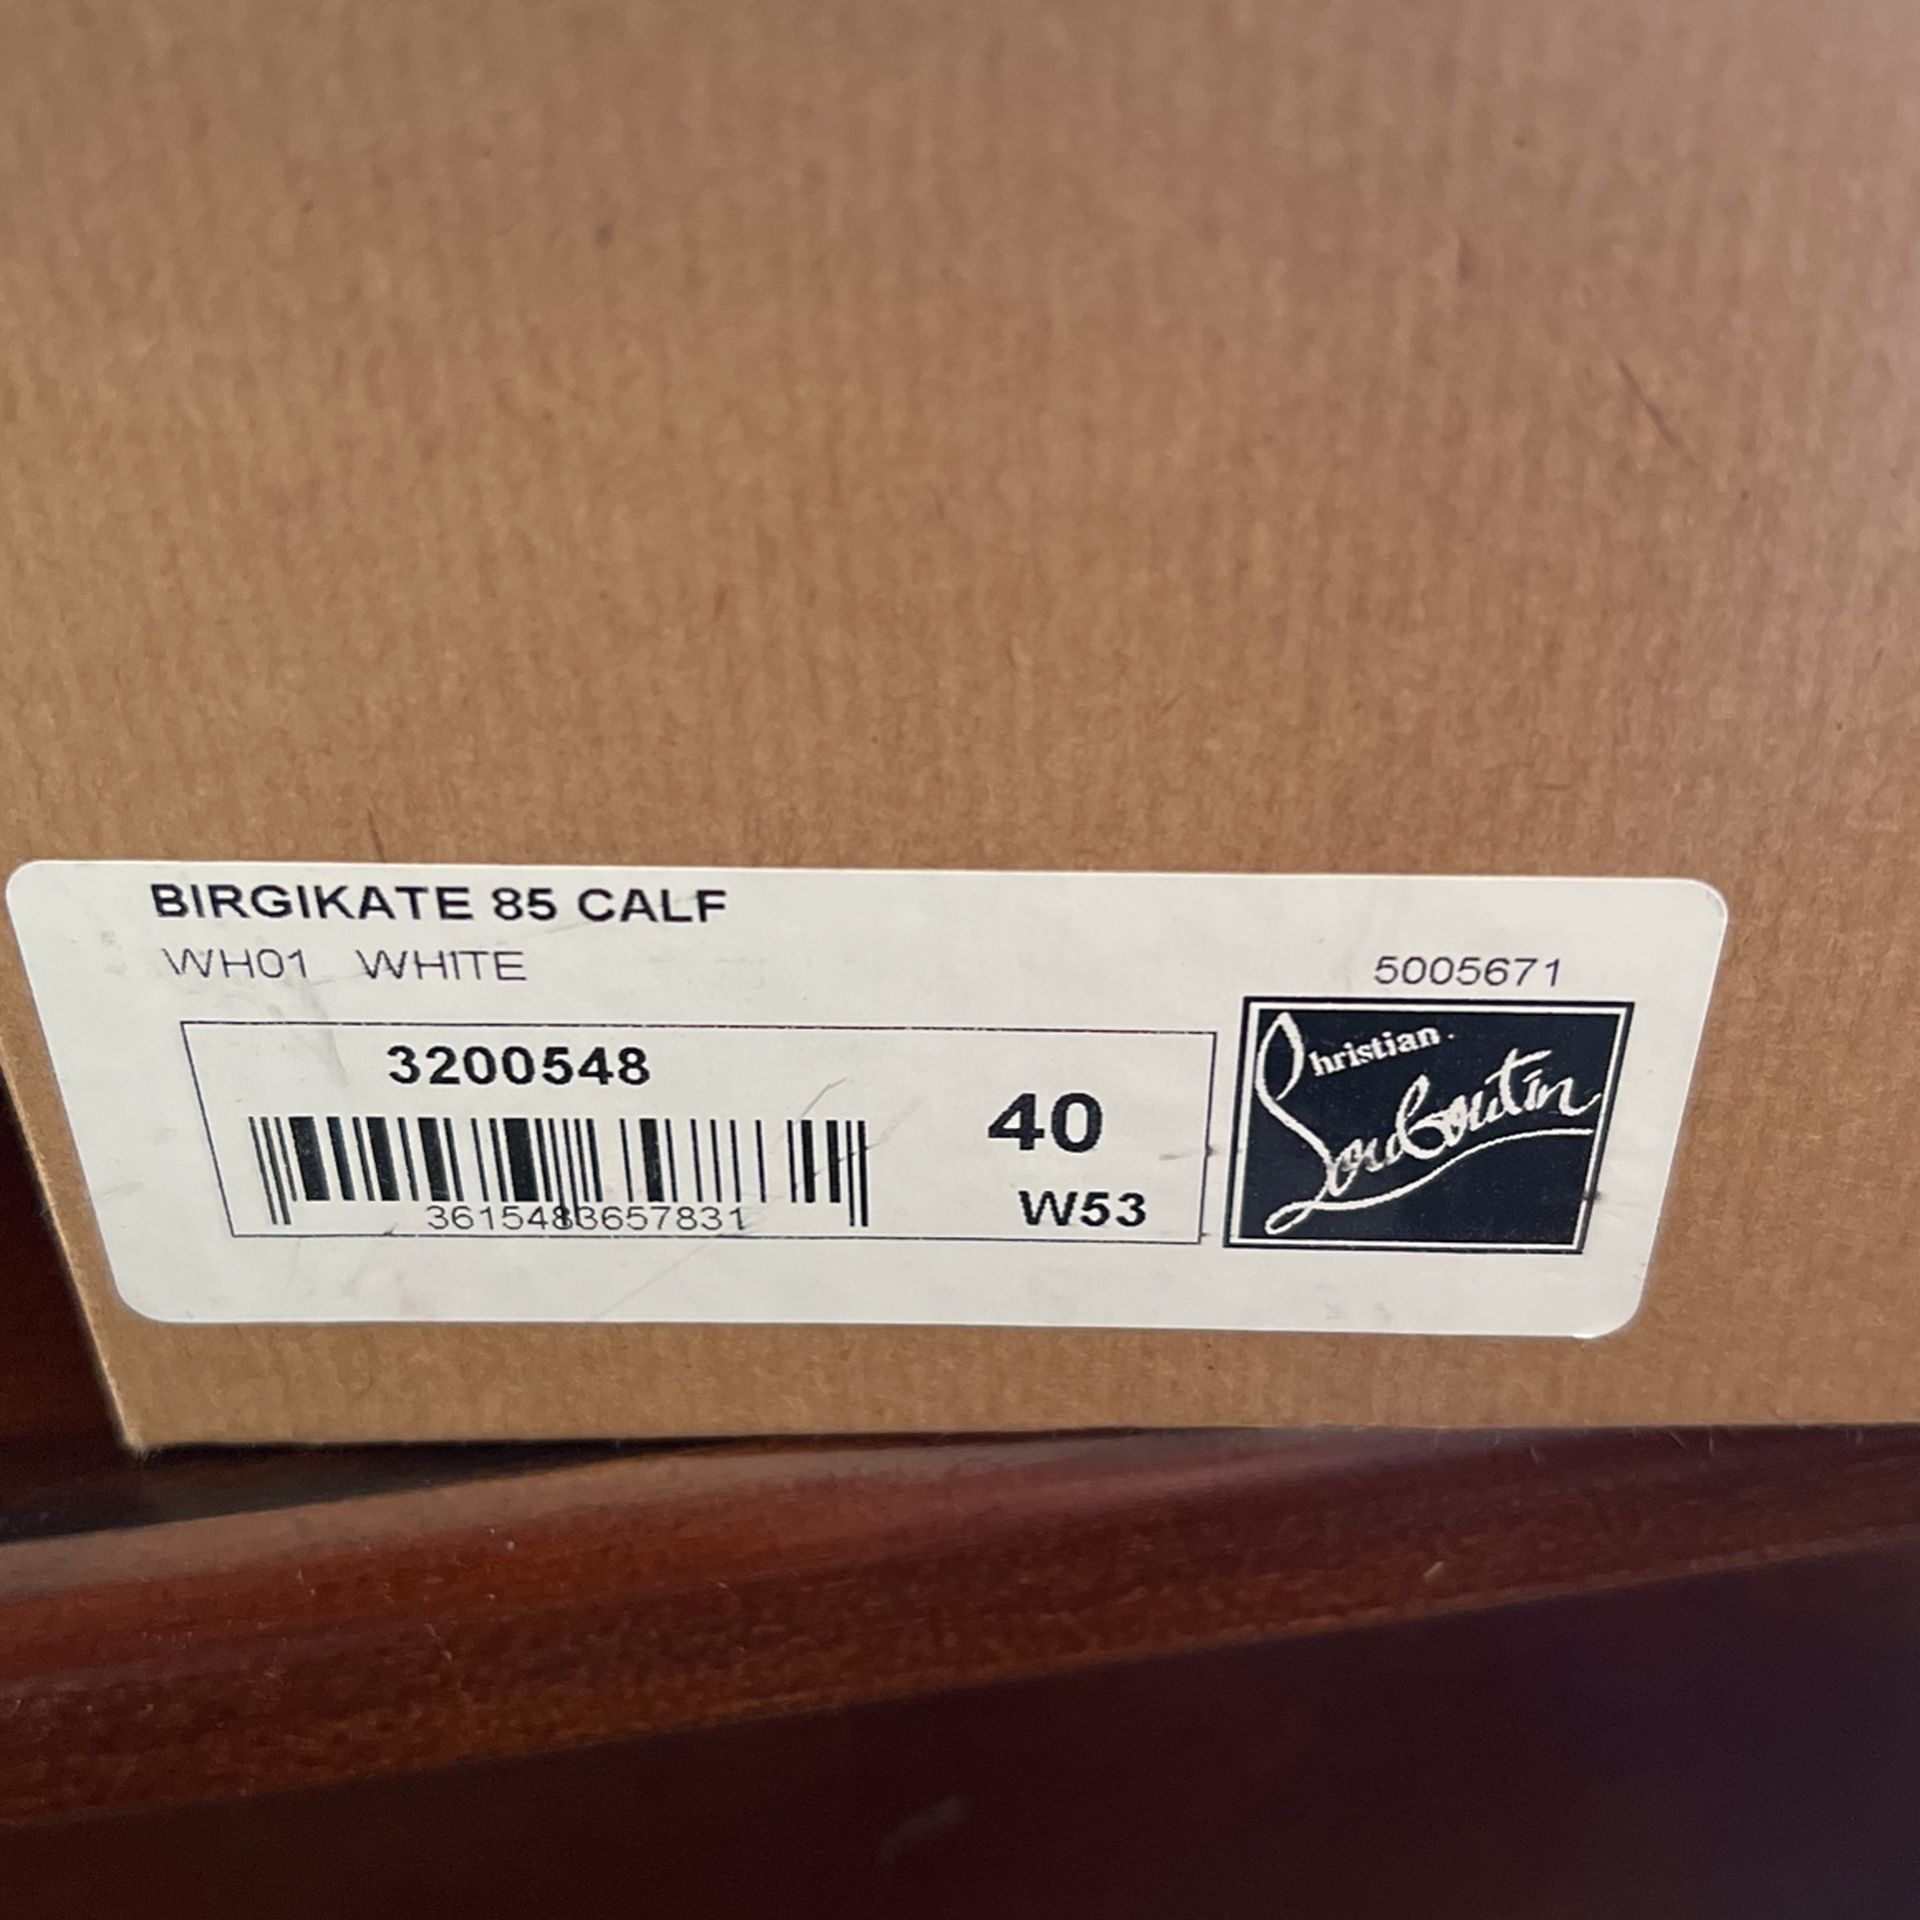 BIRGIKATE 85 CALF
WH01 WHITE
5005671
3200548
40
3615483657831
W53
Christian
Louboutin